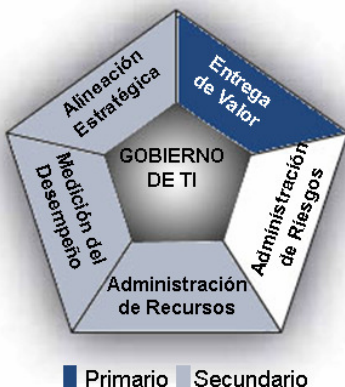 Alineación
Estratégica
Entrega
de Valor
GOBIERNO
DE TI
Medición del
Desempeño
Administración
de Riesgos
Administración
de Recursos
Primario
Secundario